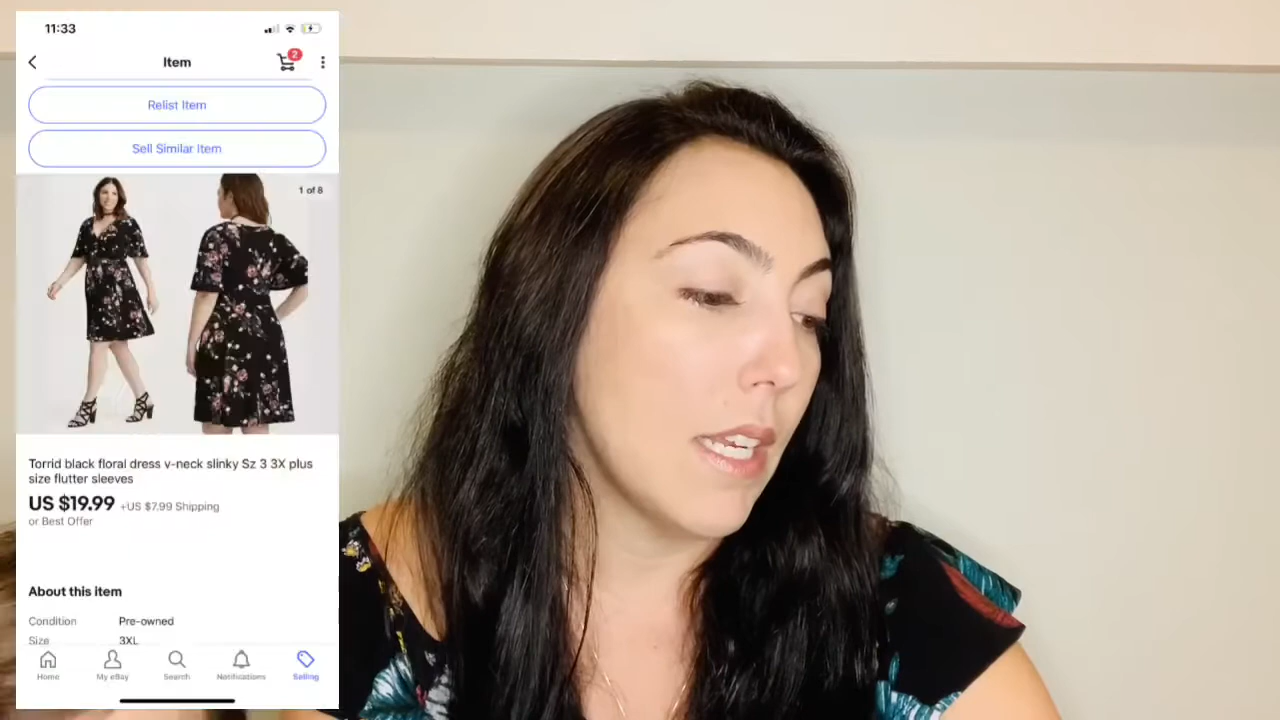 11:33
Item
2
Relist Item
Sell Similar Item
1 of 8
Torrid black floral dress v-neck slinky Sz 3 3X plus
size flutter sleeves
US $19.99 +US $7.99 Shipping
or Best Offer
About this item
Condition Pre-owned
Size 3XL
Home My eBay Search Notifications Selling